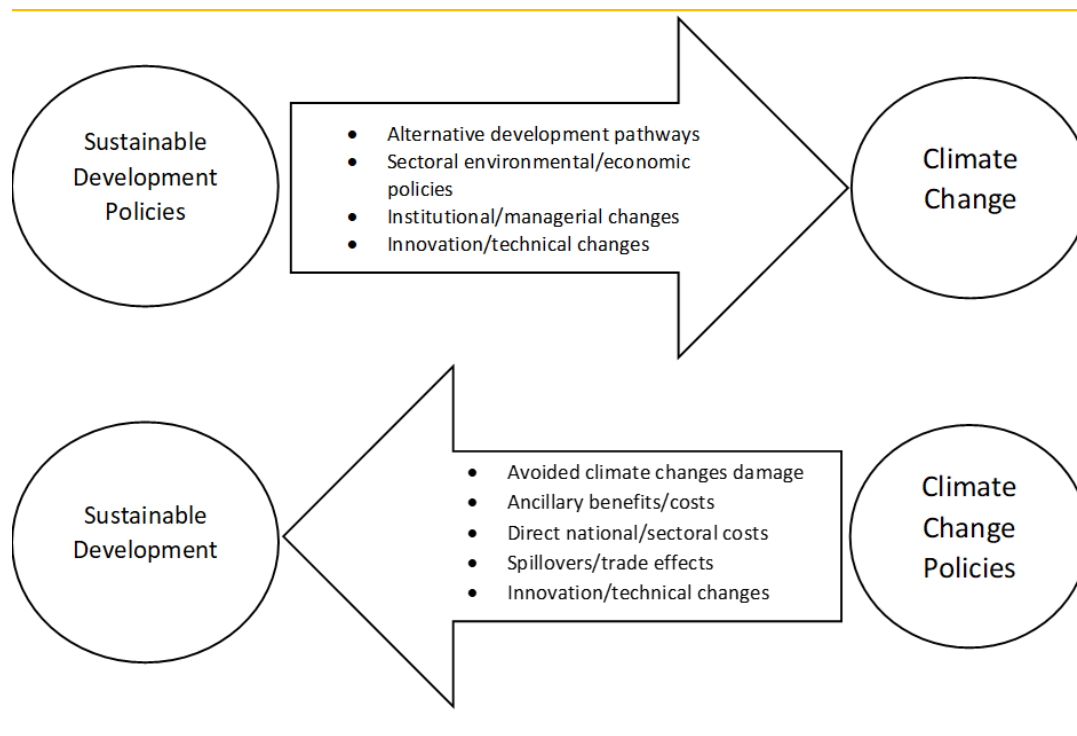 Sustainable
Development
Policies
• Alternative development pathways
• Sectoral environmental/economic
policies
• Institutional/managerial changes
• Innovation/technical changes
Climate
Change
Sustainable
Development
• Avoided climate changes damage
• Ancillary benefits/costs
• Direct national/sectoral costs
• Spillovers/trade effects
• Innovation/technical changes
Climate
Change
Policies